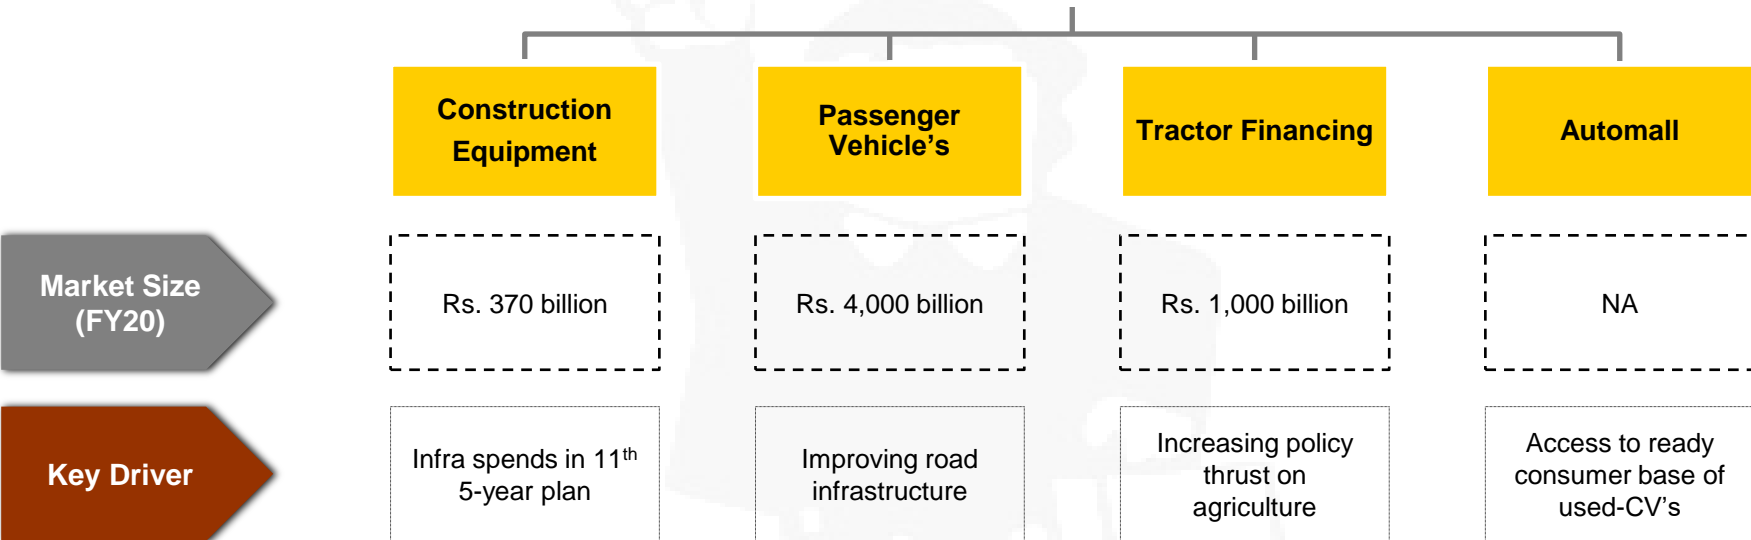 Construction
Equipment
Passenger
Vehicle's
Tractor Financing
Automall
Market Size
(FY20)
Rs. 370 billion
Rs. 4,000 billion
Rs. 1,000 billion
NA
Key Driver
Infra spends in 11th
5-year plan
Improving road
infrastructure
Increasing policy
thrust on
agriculture
Access to ready
consumer base of
used-CV's